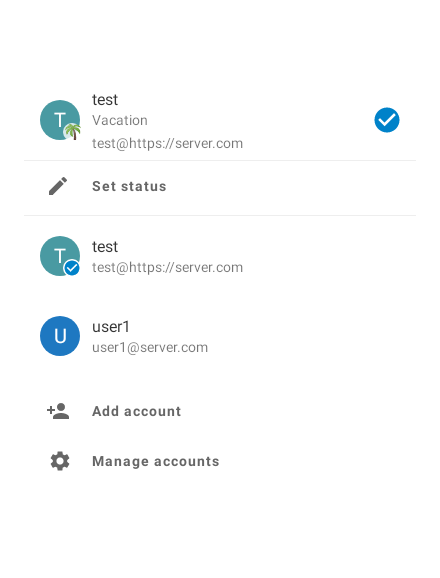 T
test
Vacation
test@https://server.com
Set status
T
test
test@https://server.com
U
user1
user1@server.com
Add account
Manage accounts